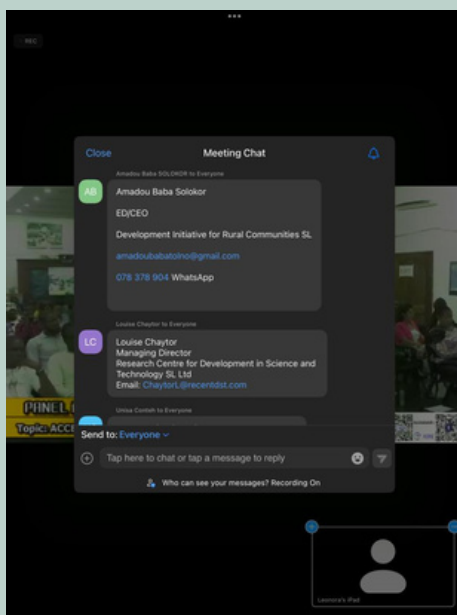 REC
Close
Meeting Chat
Amadou Baba SOLOKOR to Everyone
AB
Amadou Baba Solokor
ED/CEO
Development Initiative for Rural Communities SL
amadoubabatolno@gmail.com
078 378 904 WhatsApp
Louise Chaytor to Everyone
LC
Louise Chaytor
Managing Director
Research Centre for Development in Science and
Technology SL Ltd
Email: ChaytorL@recentdst.com
Unisa Conteh to Everyone
PANEL
Topic: ACCE
Send to: Everyone
Tap here to chat or tap a message to reply
Who can see your messages? Recording On
Leonora's iPad